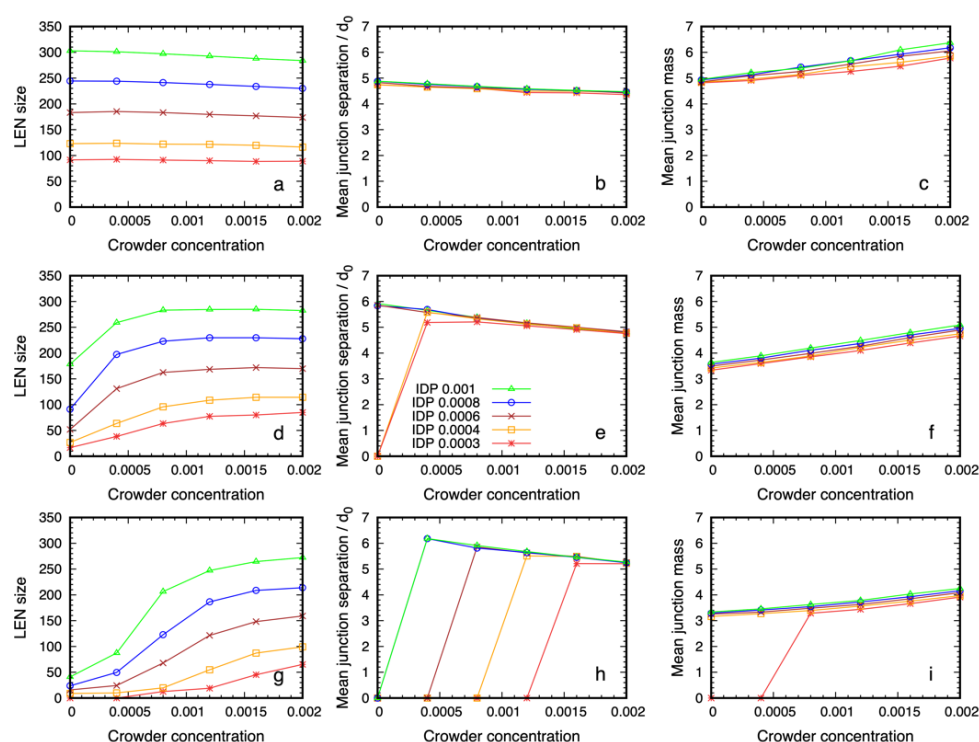 350
300
250
200
150
100
50
0
LEN size
a
0 0.0005 0.001 0.0015 0.002
Crowder concentration
7
6
5
4
3
2
1
0
Mean junction separation / d0
b
0 0.0005 0.001 0.0015 0.002
Crowder concentration
7
6
5
4
3
2
1
0
Mean junction mass
c
0 0.0005 0.001 0.0015 0.002
Crowder concentration
350
300
250
200
150
100
50
0
LEN size
d
0 0.0005 0.001 0.0015 0.002
Crowder concentration
7
6
5
4
3
2
1
0
Mean junction separation / d0
IDP 0.001
IDP 0.0008
IDP 0.0006
IDP 0.0004
IDP 0.0003
e
0 0.0005 0.001 0.0015 0.002
Crowder concentration
7
6
5
4
3
2
1
0
Mean junction mass
f
0 0.0005 0.001 0.0015 0.002
Crowder concentration
350
300
250
200
150
100
50
0
LEN size
g
0 0.0005 0.001 0.0015 0.002
Crowder concentration
7
6
5
4
3
2
1
0
Mean junction separation / d0
h
0 0.0005 0.001 0.0015 0.002
Crowder concentration
7
6
5
4
3
2
1
0
Mean junction mass
i
0 0.0005 0.001 0.0015 0.002
Crowder concentration